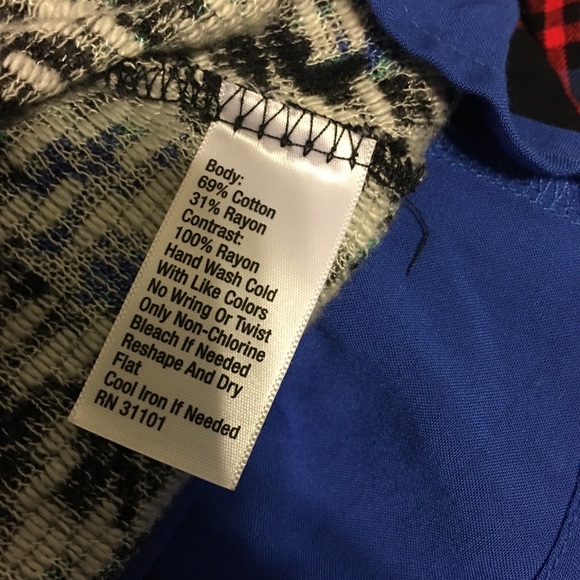 Body:
69% Cotton
31% Rayon
Contrast:
100% Rayon
Hand Wash Cold
With Like Colors
No Wring Or Twist
Only Non-Chlorine
Bleach If Needed
Reshape And Dry
Flat
Cool Iron If Needed
RN 31101